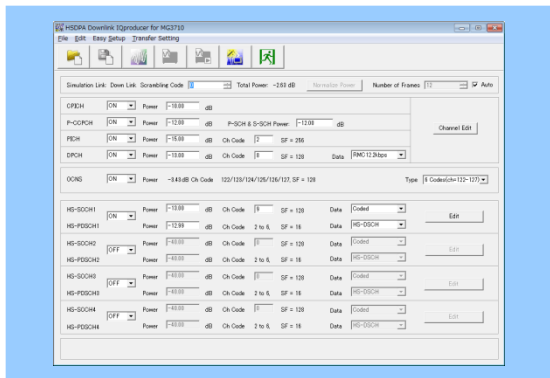 HSDPA Downlink IQproducer for MG3710
File Edit Easy Setup Transfer Setting
Simulation Link: Down Link Scrambling Code Total Power: -2.63 dB Normalize Power Number of Frames 12 Auto
CPICH ON Power -10.00 dB
P-CCPCH ON Power -12.00 dB P-SCH & S-SCH Power: -12.00 dB
Channel Edit
PICH ON Power -15.00 dB Ch Code 2 SF = 256
DPCH ON Power -13.00 dB Ch Code SF = 128 Data RMC 12.2kbps
OCNS ON Power dB Ch Code 122/123/124/125/126/127, SF = 128 Type 6 Codes(ch=122-127)
HS-SCCH1 ON Power -13.00 dB Ch Code SF = 128 Data Coded Edit
HS-PDSCH1 Power -12.99 dB Ch Code 2 to 6, SF = 16 Data HS-DSCH
HS-SCCH2 OFF Power -40.00 dB Ch Code SF = 128 Data Coded Edit
HS-PDSCH2 Power -40.00 dB Ch Code 2 to 6, SF = 16 Data HS-DSCH
HS-SCCH3 OFF Power -40.00 dB Ch Code SF = 128 Data Coded Edit
HS-PDSCH3 Power -40.00 dB Ch Code 2 to 6, SF = 16 Data HS-DSCH
HS-SCCH4 OFF Power -40.00 dB Ch Code SF = 128 Data Coded Edit
HS-PDSCH4 Power -40.00 dB Ch Code 2 to 6, SF = 16 Data HS-DSCH